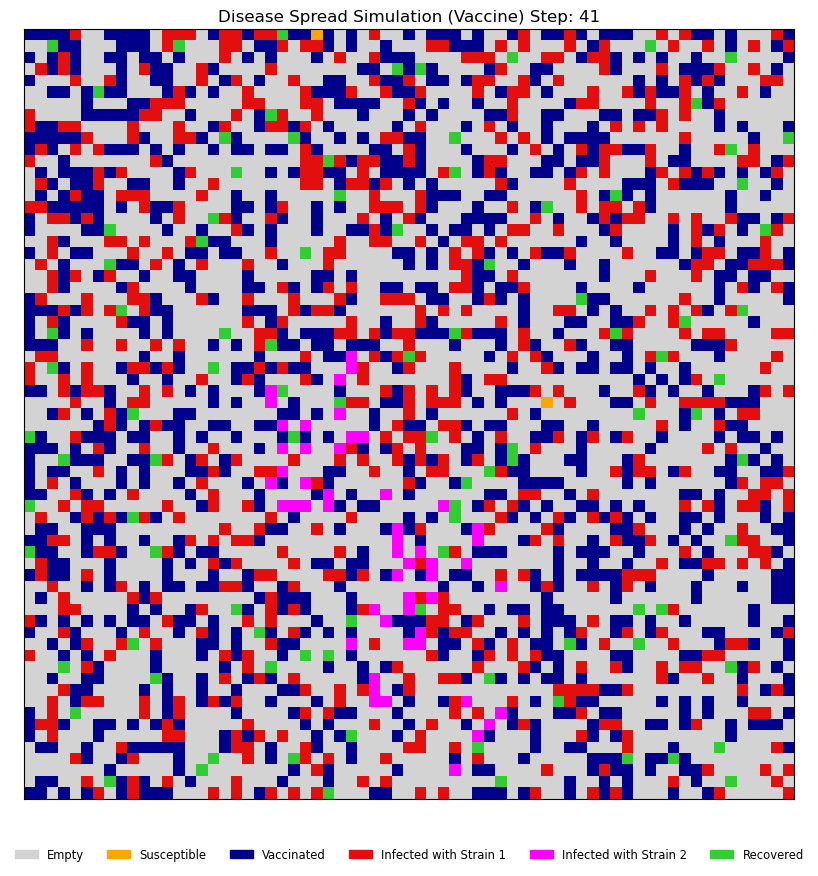 Disease Spread Simulation (Vaccine) Step: 41
Empty Susceptible Vaccinated Infected with Strain 1 Infected with Strain 2 Recovered